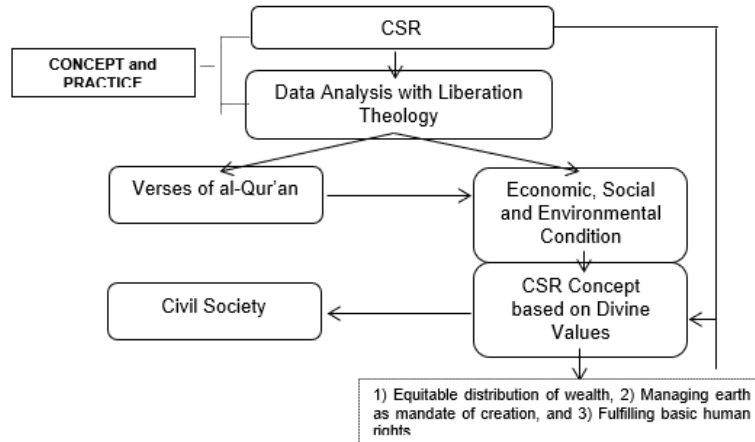 CSR
CONCEPT and
PRACTICE
Data Analysis with Liberation
Theology
Verses of al-Qur'an
Economic, Social
and Environmental
Condition
Civil Society
CSR Concept
based on Divine
Values
1) Equitable distribution of wealth, 2) Managing earth
as mandate of creation, and 3) Fulfilling basic human
rights